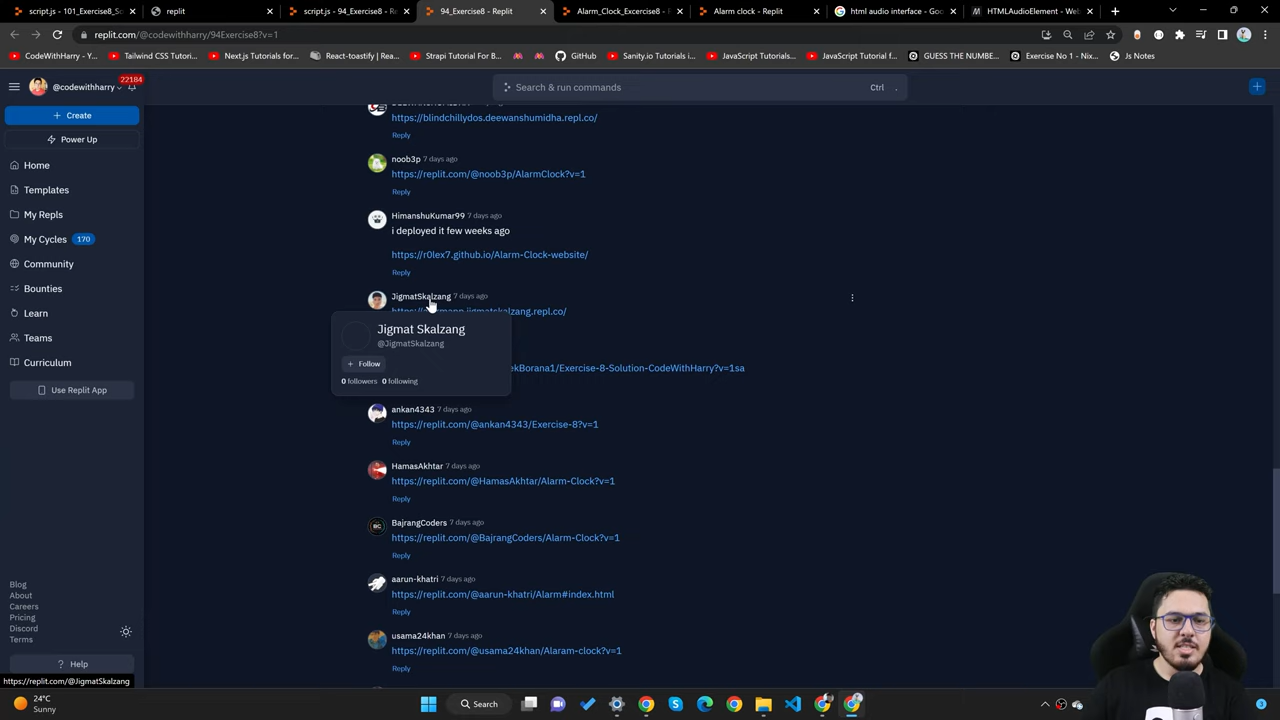 script.js - 101_Exercis
replit
script.js - 94_Exercise8
94_Exercise8 - Replit
Alarm_Clock_Excercise8 -
Alarm clock - Replit
html audio interface - Goo
HTMLAudioElement - Web
replit.com/@codewithharry/94Exercise8?v=1
CodeWithHarry - Yo...
Tailwind CSS Tutori...
Next.js Tutorials for...
React-toastify | Rea...
Strapi Tutorial For B...
GitHub
Sanity.io Tutorials i...
JavaScript Tutorial...
JavaScript Tutorial f...
GUESS THE NUMBE...
Exercise No 1 - Nix...
Js Notes
@codewithharry
22184
Search & run commands
Ctrl .
Create
Power Up
Home
Templates
My Repls
My Cycles 170
Community
Bounties
Learn
Teams
Curriculum
Use Replit App
Blog
About
Careers
Pricing
Discord
Terms
Help
https://replit.com/@JigmatSkalzang
https://blindchillydos.deewanshumidha.repl.co/
Reply
noob3p 7 days ago
https://replit.com/@noob3p/AlarmClock?v=1
Reply
HimanshuKumar99 7 days ago
i deployed it few weeks ago
https://r0lex7.github.io/Alarm-Clock-website/
Reply
JigmatSkalzang 7 days ago
jigmatskalzang.repl.co/
Jigmat Skalzang
@JigmatSkalzang
+ Follow
0 followers 0 following
ekBorana1/Exercise-8-Solution-CodeWithHarry?v=1sa
ankan4343 7 days ago
https://replit.com/@ankan4343/Exercise-8?v=1
Reply
HamasAkhtar 7 days ago
https://replit.com/@HamasAkhtar/Alarm-Clock?v=1
Reply
BajrangCoders 7 days ago
https://replit.com/@BajrangCoders/Alarm-Clock?v=1
Reply
aarun-khatri 7 days ago
https://replit.com/@aarun-khatri/Alarm#index.html
Reply
usama24khan 7 days ago
https://replit.com/@usama24khan/Alaram-clock?v=1
Reply
24°C
Sunny
Search